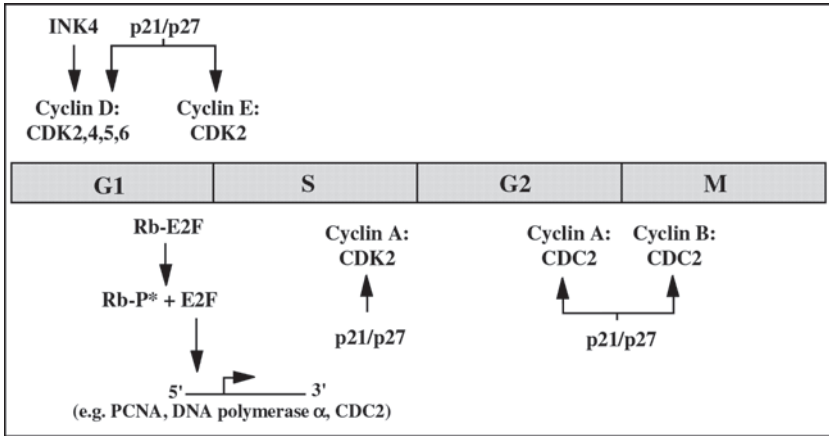 INK4 p21/p27
Cyclin D: Cyclin E:
CDK2,4,5,6 CDK2
G1 S G2 M
Rb-E2F Cyclin A: Cyclin A: Cyclin B:
CDK2 CDC2 CDC2
Rb-P* + E2F
p21/p27 p21/p27
5' 3'
(e.g. PCNA, DNA polymerase α, CDC2)